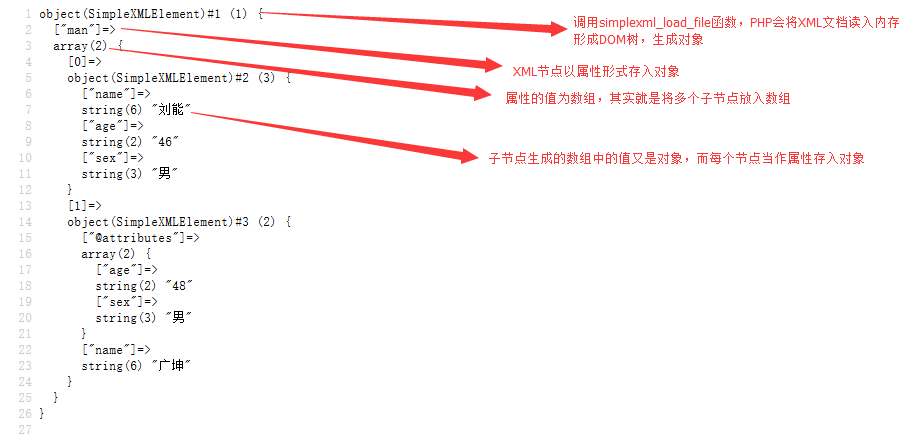 1 object(SimpleXMLElement)#1 (1) {
2 ["man"]=>
3 array(2) {
4 [0]=>
5 object(SimpleXMLElement)#2 (3) {
6 ["name"]=>
7 string(6) "刘能"
8 ["age"]=>
9 string(2) "46"
10 ["sex"]=>
11 string(3) "男"
12 }
13 [1]=>
14 object(SimpleXMLElement)#3 (2) {
15 ["@attributes"]=>
16 array(2) {
17 ["age"]=>
18 string(2) "48"
19 ["sex"]=>
20 string(3) "男"
21 }
22 ["name"]=>
23 string(6) "广坤"
24 }
25 }
26 }
27
调用simplexml_load_file函数，PHP会将XML文档读入内存
形成DOM树，生成对象
XML节点以属性形式存入对象
属性的值为数组，其实就是将多个子节点放入数组
子节点生成的数组中的值又是对象，而每个节点当作属性存入对象